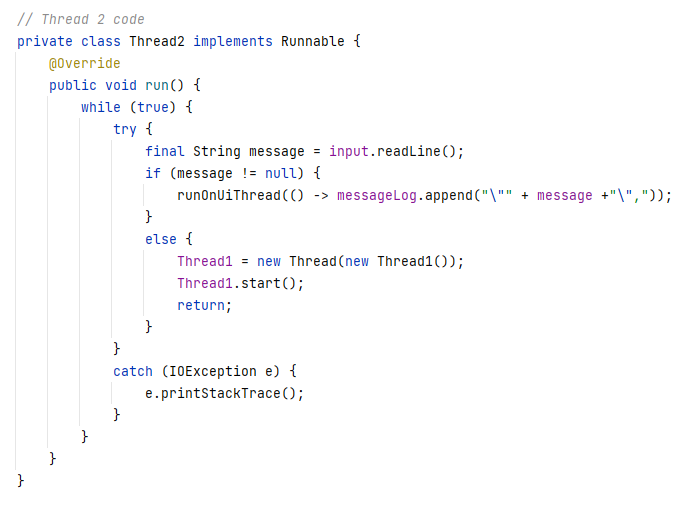 // Thread 2 code
private class Thread2 implements Runnable {
    @Override
    public void run() {
        while (true) {
            try {
                final String message = input.readLine();
                if (message != null) {
                    runOnUiThread(() -> messageLog.append("\"" + message +"\","));
                }
                else {
                    Thread1 = new Thread(new Thread1());
                    Thread1.start();
                    return;
                }
            }
            catch (IOException e) {
                e.printStackTrace();
            }
        }
    }
}